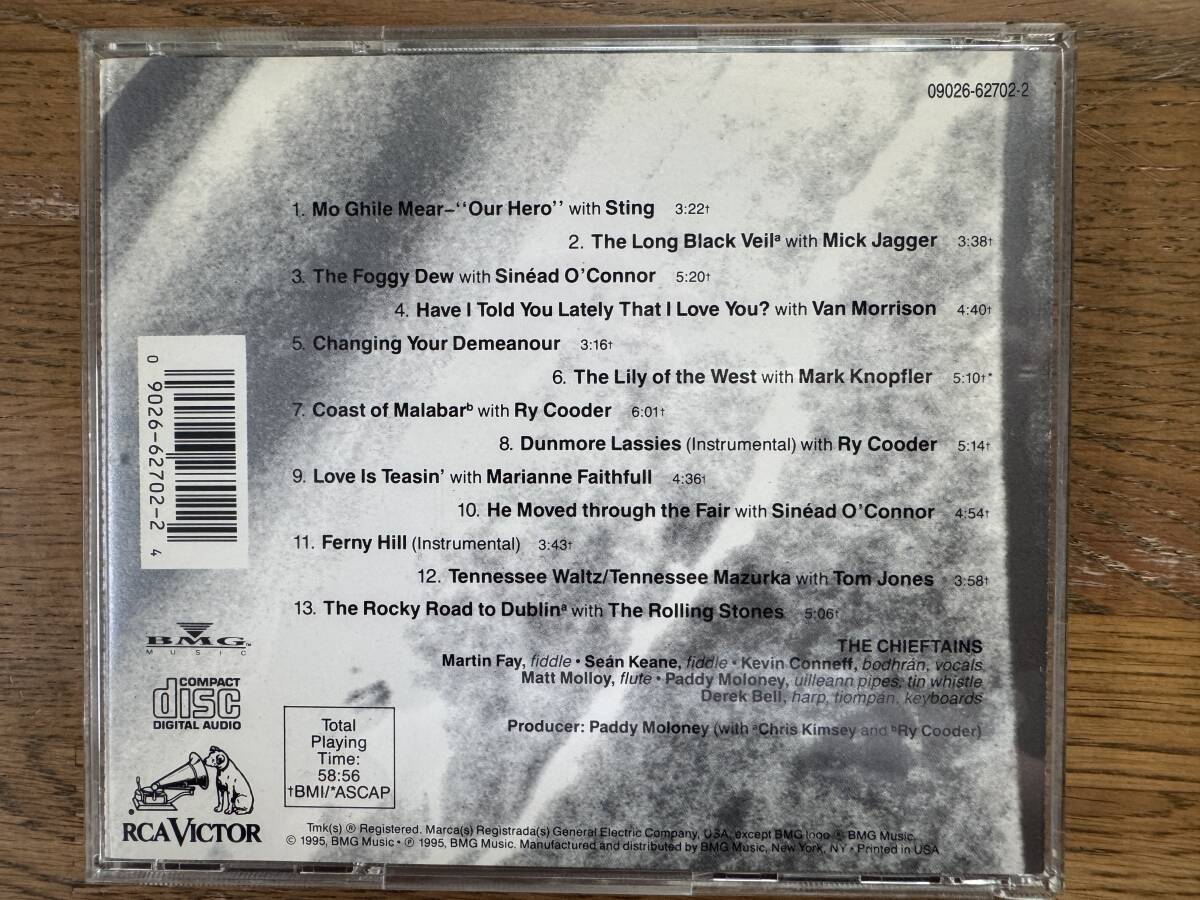 09026-62702-2
1. Mo Ghile Mear–“Our Hero” with Sting 3:22†
2. The Long Black Veilᵃ with Mick Jagger 3:38†
3. The Foggy Dew with Sinéad O’Connor 5:20†
4. Have I Told You Lately That I Love You? with Van Morrison 4:40†
5. Changing Your Demeanour 3:16†
6. The Lily of the West with Mark Knopfler 5:10†*
7. Coast of Malabarᵇ with Ry Cooder 6:01†
8. Dunmore Lassies (Instrumental) with Ry Cooder 5:14†
9. Love Is Teasin’ with Marianne Faithfull 4:36†
10. He Moved through the Fair with Sinéad O’Connor 4:54†
11. Ferny Hill (Instrumental) 3:43†
12. Tennessee Waltz/Tennessee Mazurka with Tom Jones 3:58†
13. The Rocky Road to Dublinᵃ with The Rolling Stones 5:06†
0 9026-62702-2 4
THE CHIEFTAINS
Martin Fay, fiddle • Seán Keane, fiddle • Kevin Conneff, bodhrán, vocals
Matt Molloy, flute • Paddy Moloney, uilleann pipes, tin whistle
Derek Bell, harp, tiompán, keyboards
Producer: Paddy Moloney (with ᵃChris Kimsey and ᵇRy Cooder)
BMG™
MUSIC
COMPACT
disc
DIGITAL AUDIO
Total
Playing
Time:
58:56
†BMI/*ASCAP
RCA VICTOR
Tmk(s) ® Registered. Marca(s) Registrada(s) General Electric Company, USA, except BMG logo ® BMG Music.
© 1995, BMG Music • ℗ 1995, BMG Music. Manufactured and distributed by BMG Music, New York, NY • Printed in USA